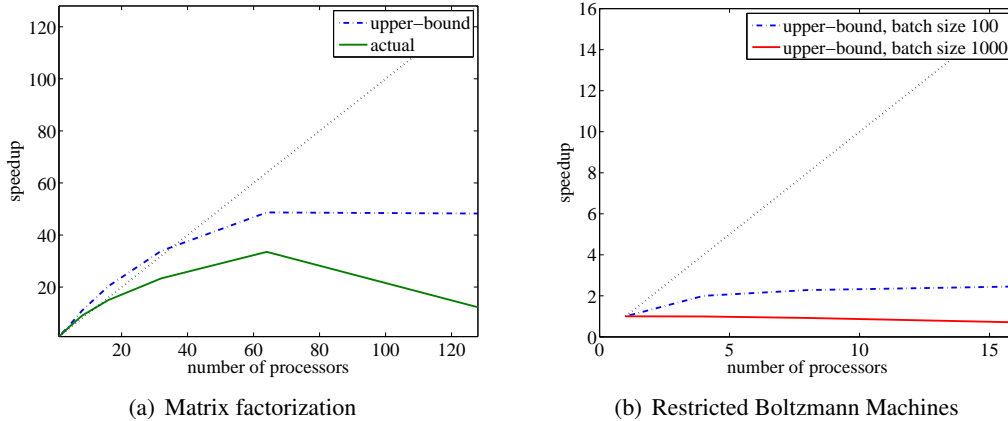 120
100
80
60
40
20
speedup
upper−bound
actual
20 40 60 80 100 120
number of processors
(a) Matrix factorization
16
14
12
10
8
6
4
2
0
speedup
upper−bound, batch size 100
upper−bound, batch size 1000
0 5 10 15
number of processors
(b) Restricted Boltzmann Machines